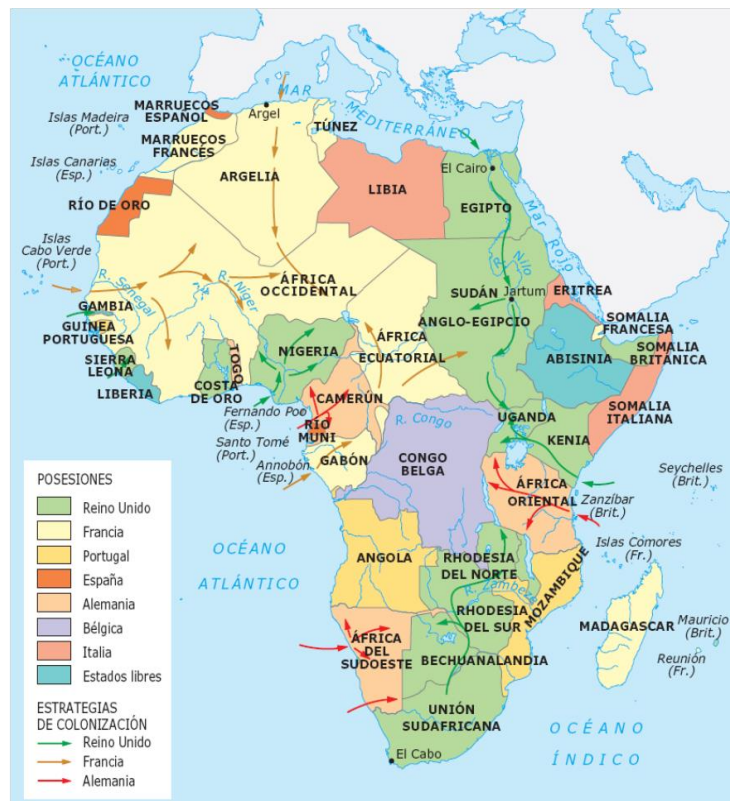 OCÉANO
ATLÁNTICO
MAR MEDITERRÁNEO
MARRUECOS
ESPAÑOL
Argel
TÚNEZ
Islas Madeira
(Port.)
MARRUECOS
FRANCÉS
Islas Canarias
(Esp.)
ARGELIA
LIBIA
El Cairo
EGIPTO
RÍO DE ORO
Mar Rojo
Islas
Cabo Verde
(Port.)
R. Senegal
R. Níger
ÁFRICA
OCCIDENTAL
R. Nilo
SUDÁN
ANGLO-EGIPCIO
Jartum
ERITREA
GAMBIA
GUINEA
PORTUGUESA
SIERRA
LEONA
LIBERIA
COSTA
DE ORO
TOGO
NIGERIA
ÁFRICA
ECUATORIAL
SOMALIA
FRANCESA
SOMALIA
BRITÁNICA
ABISINIA
SOMALIA
ITALIANA
CAMERÚN
Fernando Poo
(Esp.)
RÍO
MUNI
Santo Tomé
(Port.)
GABÓN
Annobón
(Esp.)
R. Congo
CONGO
BELGA
UGANDA
KENIA
ÁFRICA
ORIENTAL
Zanzíbar
(Brit.)
Seychelles
(Brit.)
Islas Comores
(Fr.)
OCÉANO
ATLÁNTICO
ANGOLA
RHODESIA
DEL NORTE
R. Zambeze
RHODESIA
DEL SUR
MOZAMBIQUE
MADAGASCAR
Mauricio
(Brit.)
Reunión
(Fr.)
ÁFRICA
DEL
SUDOESTE
BECHUANALANDIA
UNIÓN
SUDAFRICANA
El Cabo
OCÉANO
ÍNDICO
POSESIONES
Reino Unido
Francia
Portugal
España
Alemania
Bélgica
Italia
Estados libres
ESTRATEGIAS
DE COLONIZACIÓN
Reino Unido
Francia
Alemania